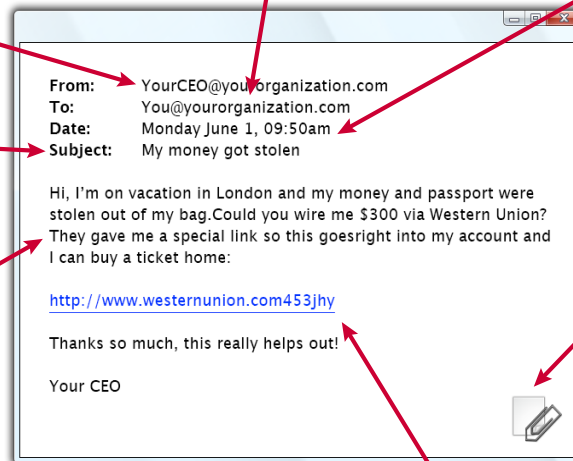 From: YourCEO@yourorganization.com
To: You@yourorganization.com
Date: Monday June 1, 09:50am
Subject: My money got stolen
Hi, I'm on vacation in London and my money and passport were
stolen out of my bag.Could you wire me $300 via Western Union?
They gave me a special link so this goesright into my account and
I can buy a ticket home:
http://www.westernunion.com453jhy
Thanks so much, this really helps out!
Your CEO